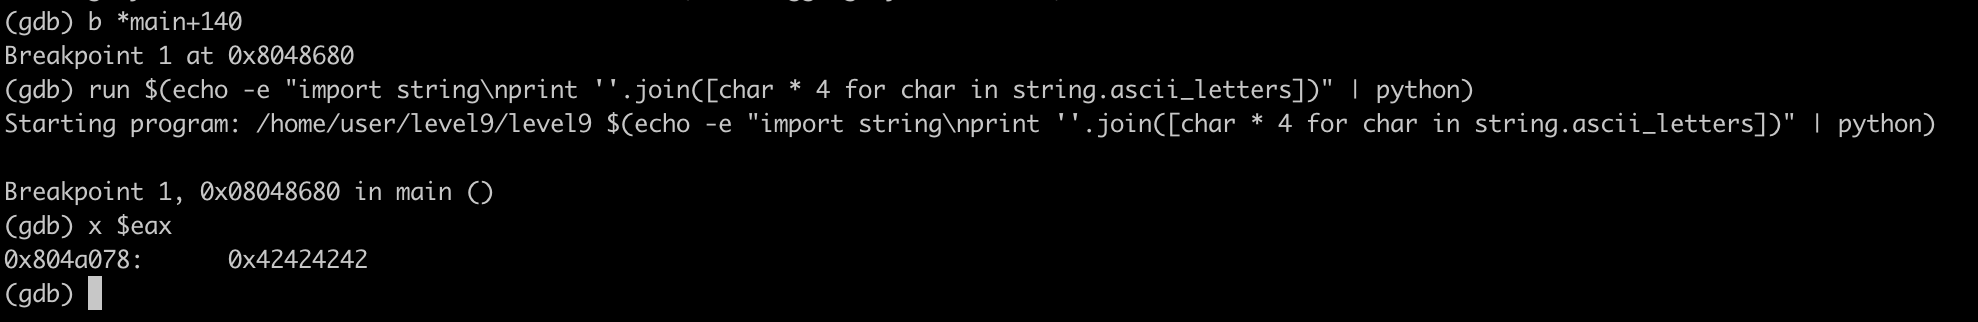 (gdb) b *main+140
Breakpoint 1 at 0x8048680
(gdb) run $(echo -e "import string\nprint ''.join([char * 4 for char in string.ascii_letters])" | python)
Starting program: /home/user/level9/level9 $(echo -e "import string\nprint ''.join([char * 4 for char in string.ascii_letters])" | python)
Breakpoint 1, 0x08048680 in main ()
(gdb) x $eax
0x804a078:      0x42424242
(gdb)